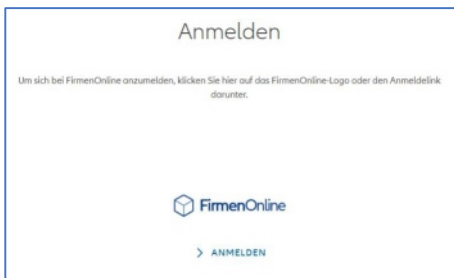 Anmelden
Um sich bei FirmenOnline anzumelden, klicken Sie hier auf das FirmenOnline-Logo oder den Anmeldelink
darunter.
FirmenOnline
> ANMELDEN